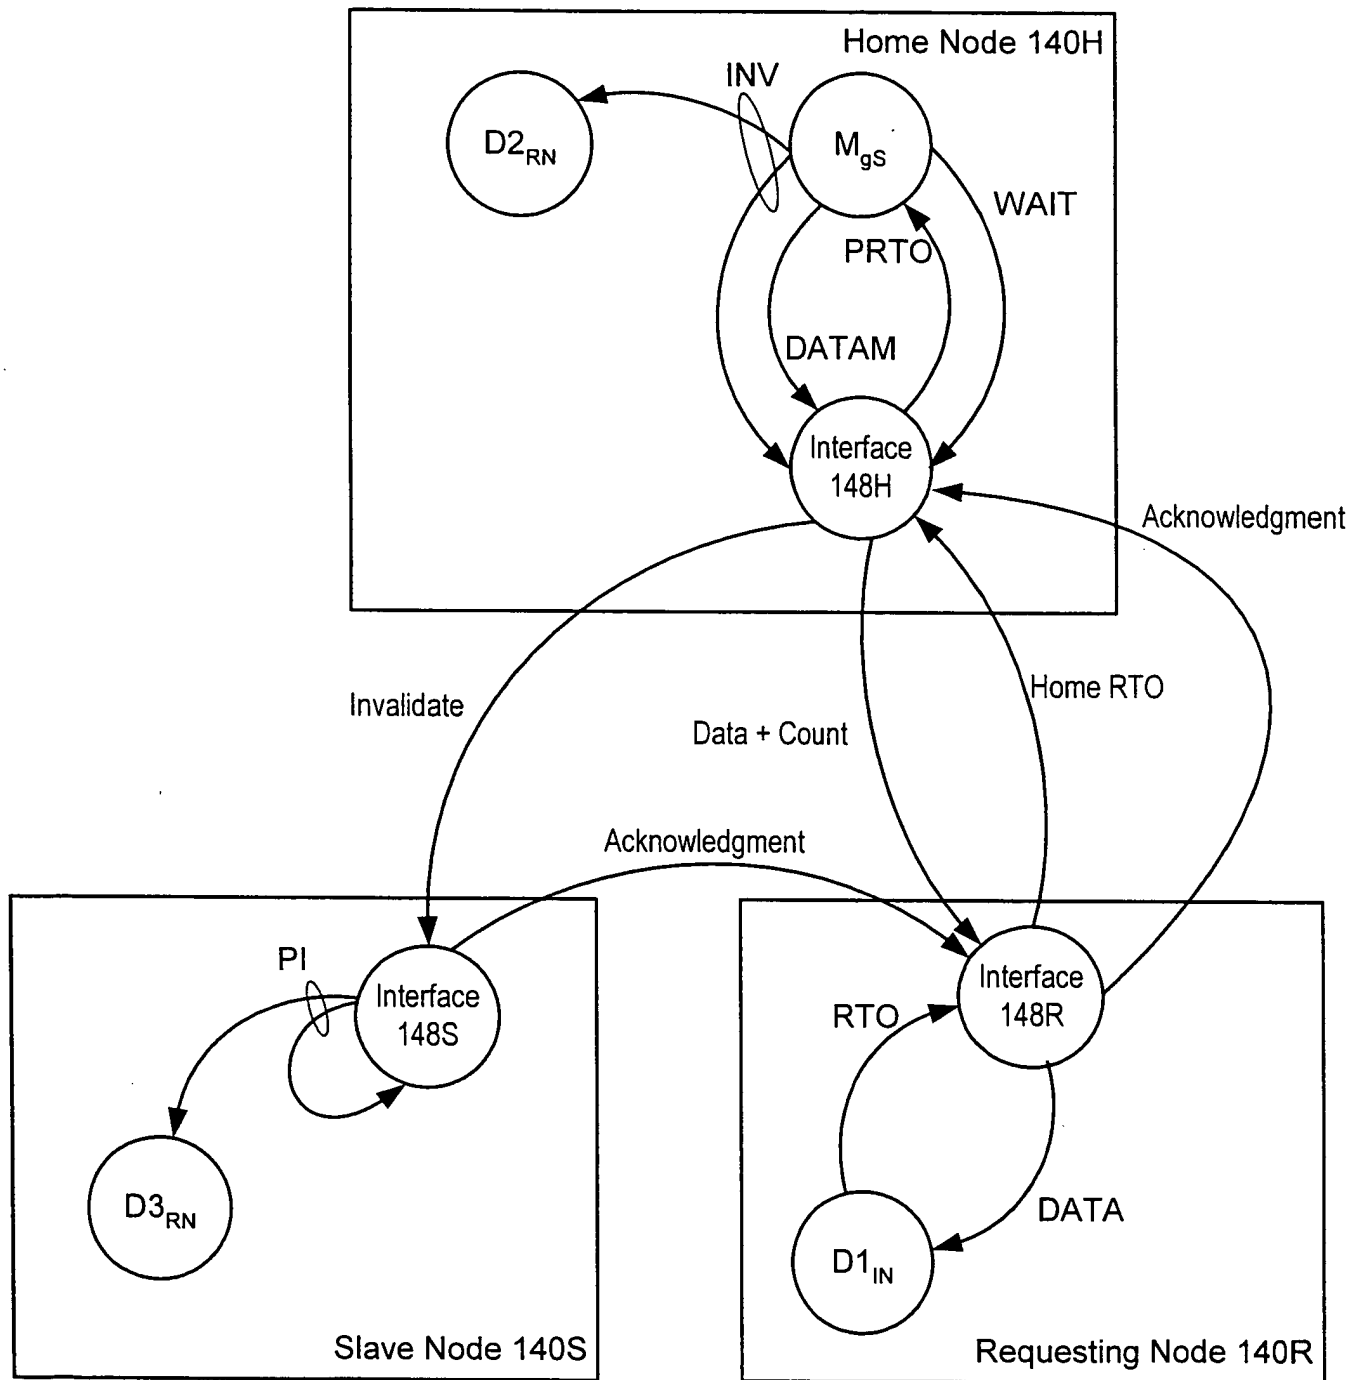 Home Node 140H
INV
D2RN
MgS
WAIT
PRTO
DATAM
Interface
148H
Acknowledgment
Invalidate
Home RTO
Data + Count
Acknowledgment
PI
Interface
148S
Interface
148R
RTO
D3RN
DATA
D1IN
Slave Node 140S
Requesting Node 140R